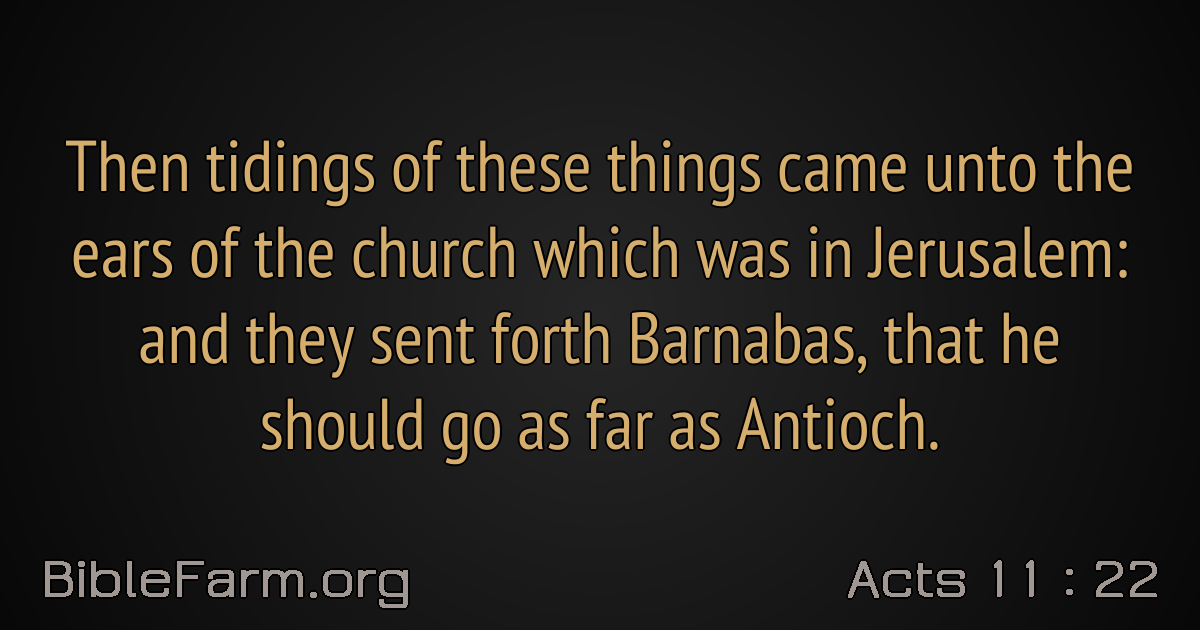 Then tidings of these things came unto the
ears of the church which was in Jerusalem:
and they sent forth Barnabas, that he
should go as far as Antioch.
BibleFarm.org
Acts 11 : 22